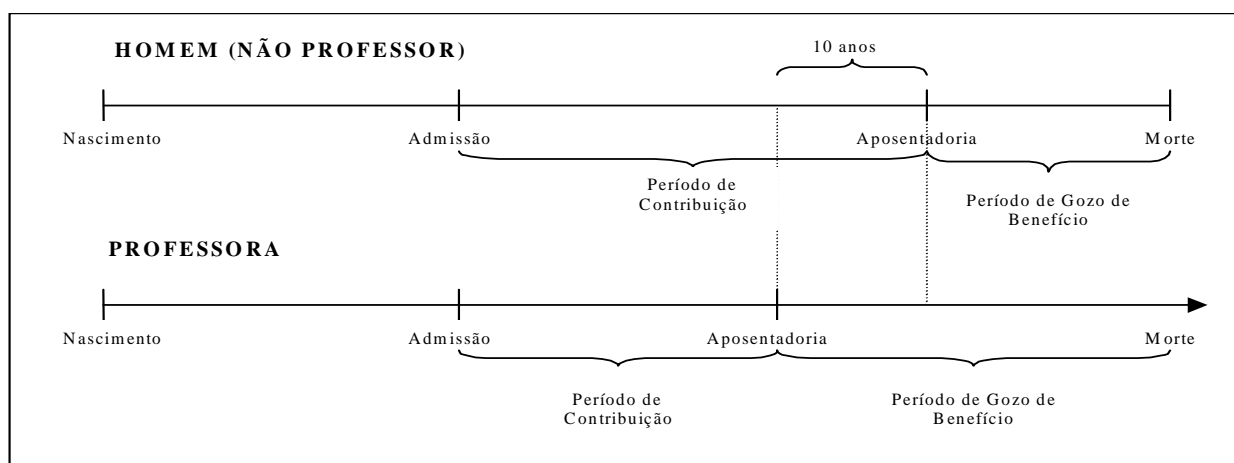 HOMEM (NÃO PROFESSOR)
10 anos
Nascimento
Admissão
Aposentadoria
Morte
Período de
Contribuição
Período de Gozo de
Benefício
PROFESSORA
Nascimento
Admissão
Aposentadoria
Morte
Período de
Contribuição
Período de Gozo de
Benefício